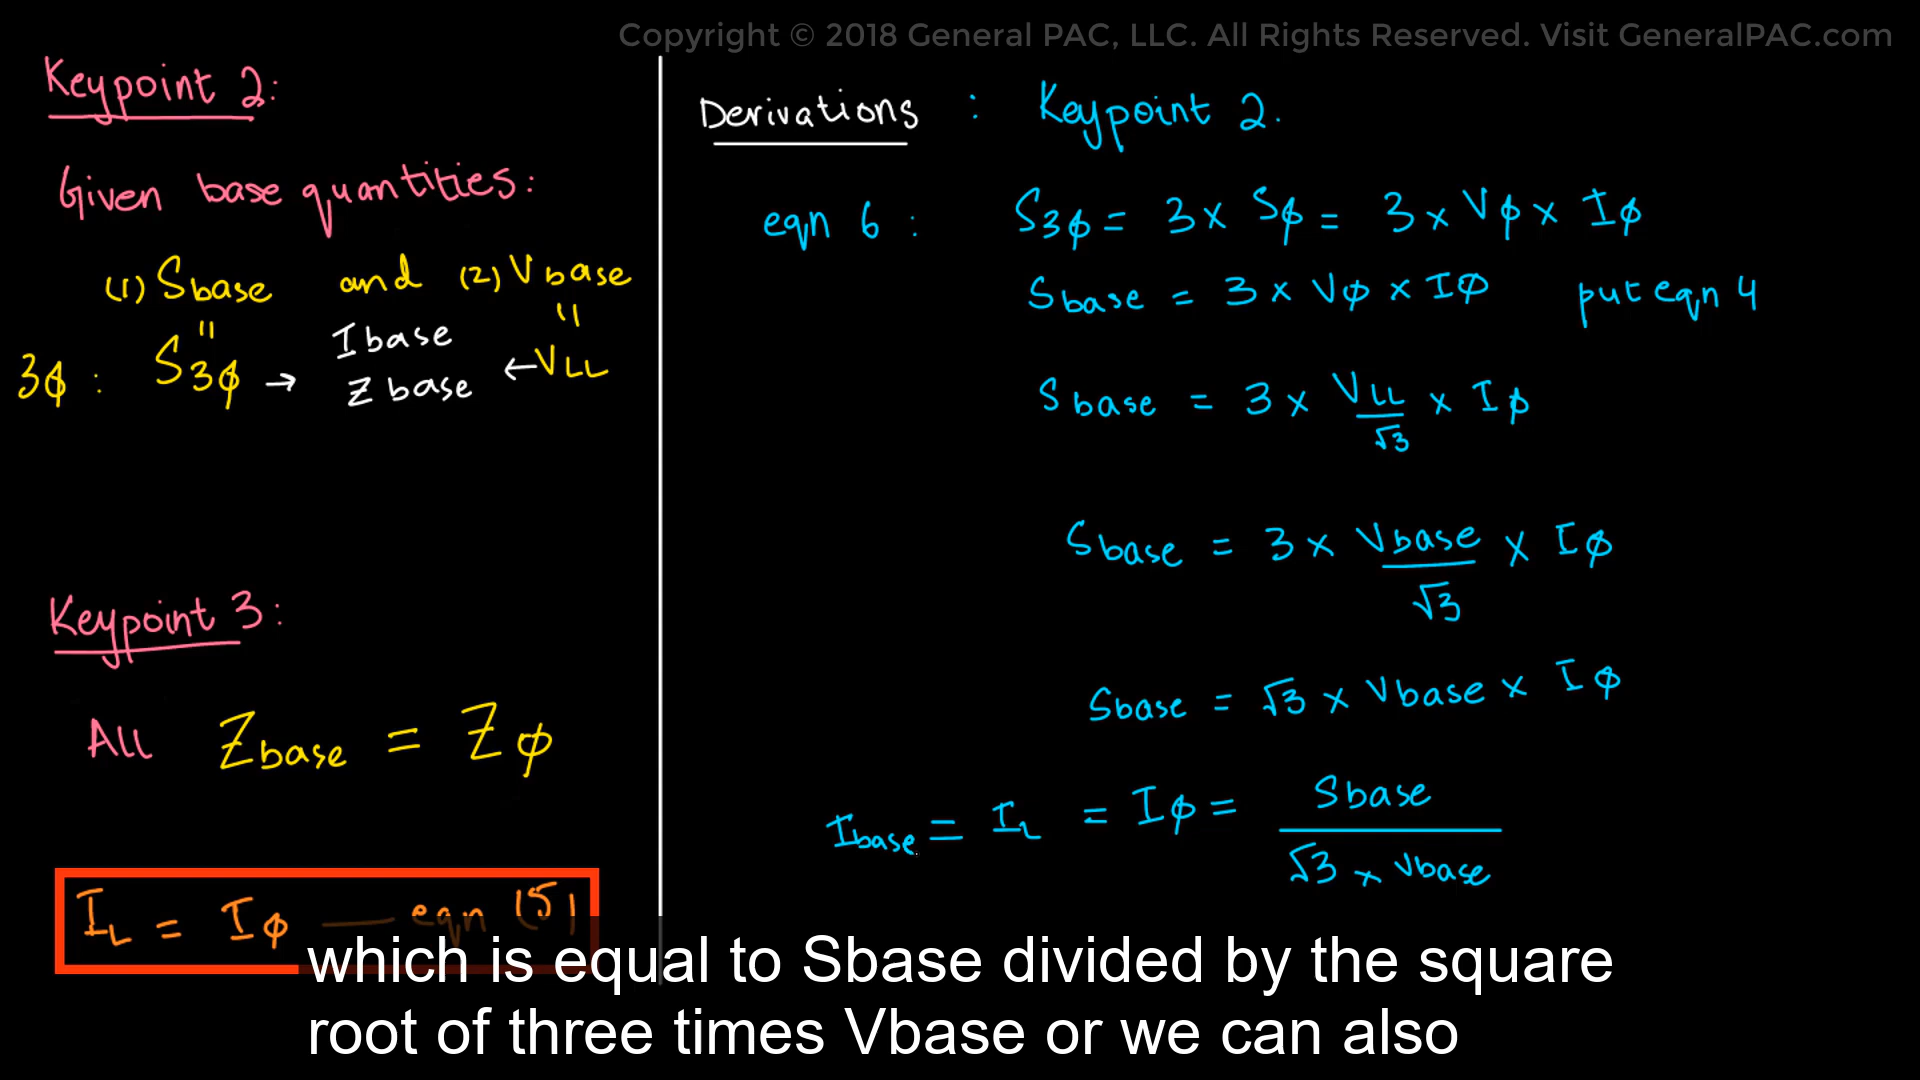 Copyright © 2018 General PAC, LLC. All Rights Reserved. Visit GeneralPAC.com
Keypoint 2:
Given base quantities:
(1) Sbase and (2) Vbase
" Ibase "
3φ : S3φ → Zbase ← VLL
Keypoint 3:
All Zbase = Zφ
IL = Iφ — eqn (5)
Derivations : Keypoint 2.
eqn 6 : S3φ = 3 × Sφ = 3 × Vφ × Iφ
Sbase = 3 × Vφ × Iφ put eqn 4
Sbase = 3 × VLL/√3 × Iφ
Sbase = 3 × Vbase/√3 × Iφ
Sbase = √3 × Vbase × Iφ
Ibase = IL = Iφ = Sbase/√3 × Vbase
which is equal to Sbase divided by the square
root of three times Vbase or we can also